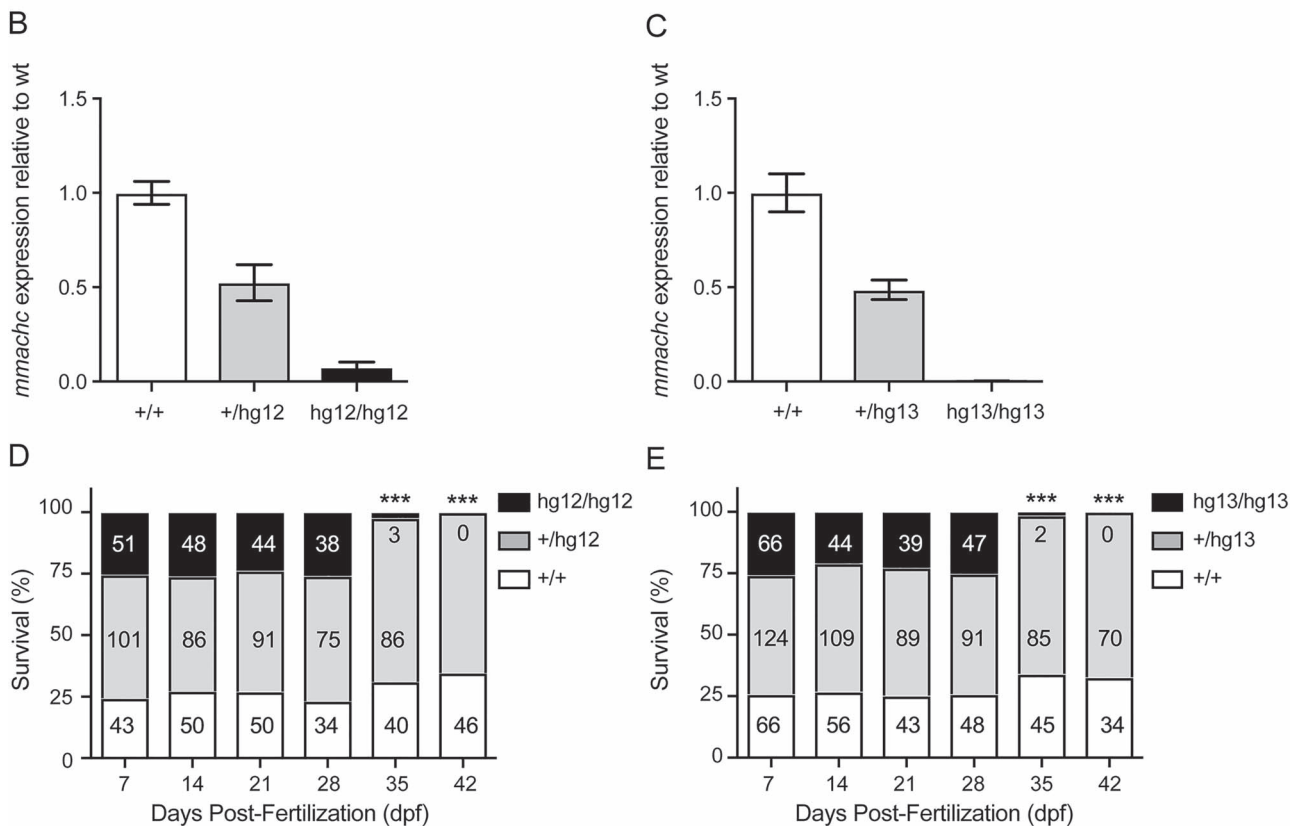 B
mmachc expression relative to wt
1.5
1.0
0.5
0.0
+/+ +/hg12 hg12/hg12
C
mmachc expression relative to wt
1.5
1.0
0.5
0.0
+/+ +/hg13 hg13/hg13
D
Survival (%)
100
75
50
25
0
*** ***
51 48 44 38 3 0
101 86 91 75 86
43 50 50 34 40 46
7 14 21 28 35 42
Days Post-Fertilization (dpf)
hg12/hg12
+/hg12
+/+
E
Survival (%)
100
75
50
25
0
*** ***
66 44 39 47 2 0
124 109 89 91 85 70
66 56 43 48 45 34
7 14 21 28 35 42
Days Post-Fertilization (dpf)
hg13/hg13
+/hg13
+/+